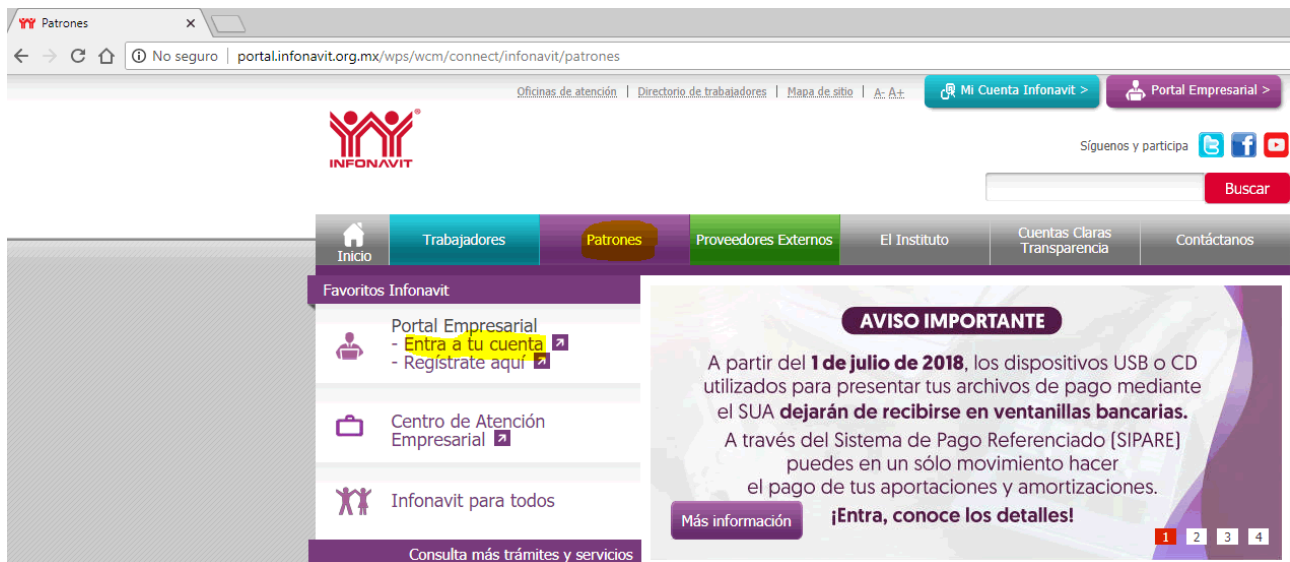 Patrones
No seguro | portal.infonavit.org.mx/wps/wcm/connect/infonavit/patrones
Oficinas de atención | Directorio de trabajadores | Mapa de sitio | A- A+
Mi Cuenta Infonavit >
Portal Empresarial >
INFONAVIT
®
Síguenos y participa
Buscar
Inicio
Trabajadores
Patrones
Proveedores Externos
El Instituto
Cuentas Claras
Transparencia
Contáctanos
Favoritos Infonavit
Portal Empresarial
- Entra a tu cuenta
- Regístrate aquí
Centro de Atención
Empresarial
Infonavit para todos
Consulta más trámites y servicios
AVISO IMPORTANTE
A partir del 1 de julio de 2018, los dispositivos USB o CD
utilizados para presentar tus archivos de pago mediante
el SUA dejarán de recibirse en ventanillas bancarias.
A través del Sistema de Pago Referenciado (SIPARE)
puedes en un sólo movimiento hacer
el pago de tus aportaciones y amortizaciones.
¡Entra, conoce los detalles!
Más información
1 2 3 4